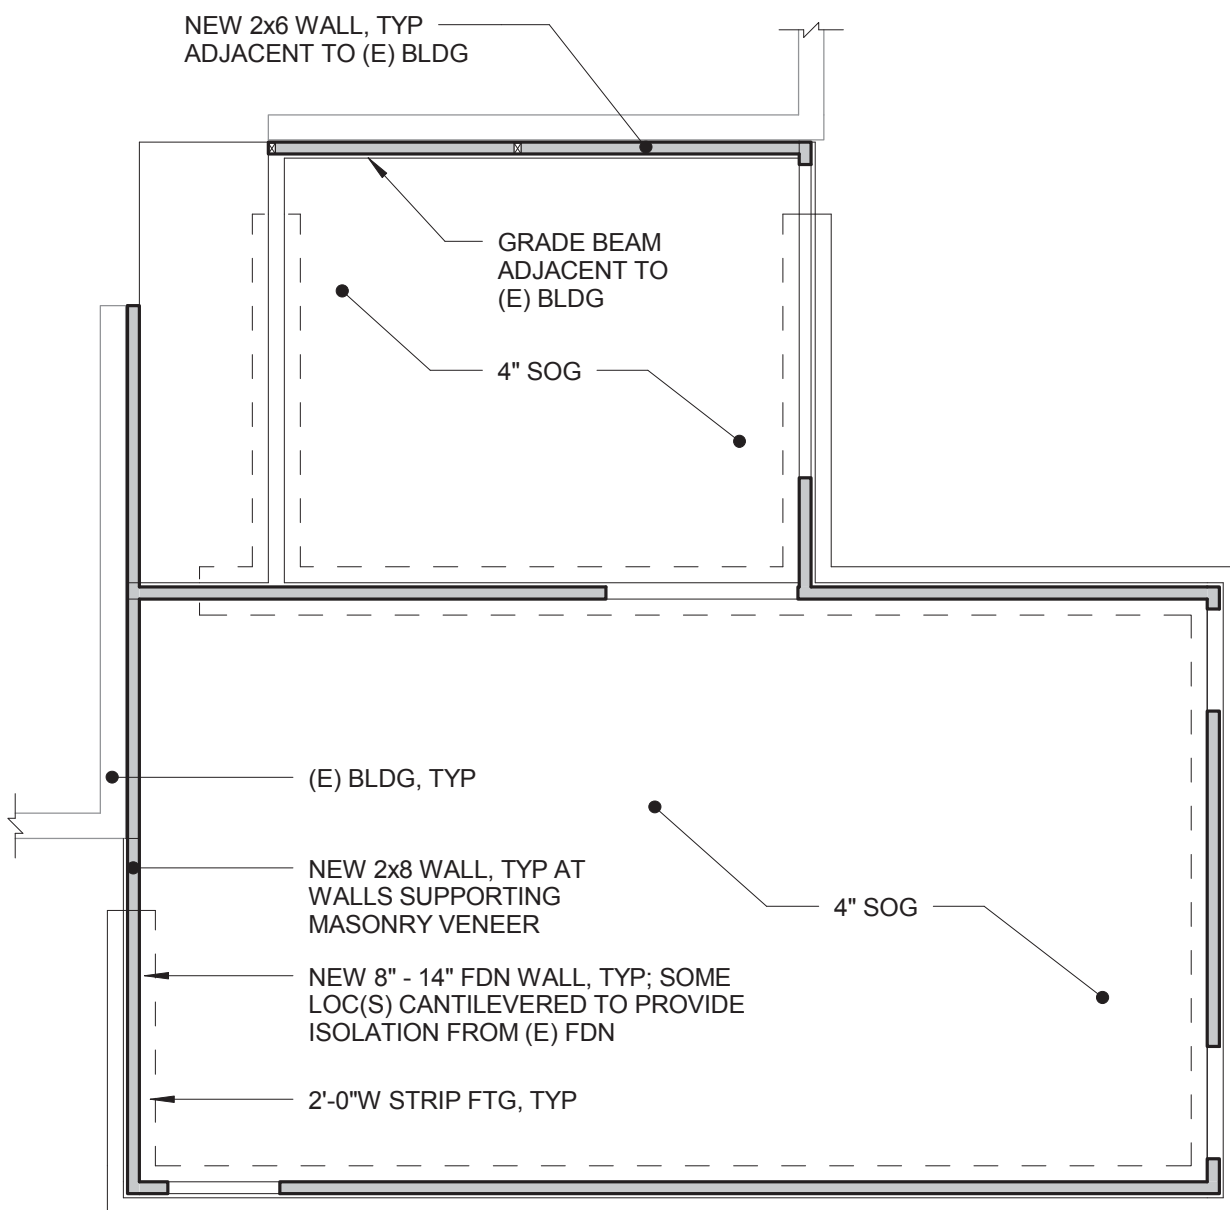 NEW 2x6 WALL, TYP
ADJACENT TO (E) BLDG
GRADE BEAM
ADJACENT TO
(E) BLDG
4" SOG
(E) BLDG, TYP
NEW 2x8 WALL, TYP AT
WALLS SUPPORTING
MASONRY VENEER
4" SOG
NEW 8" - 14" FDN WALL, TYP; SOME
LOC(S) CANTILEVERED TO PROVIDE
ISOLATION FROM (E) FDN
2'-0"W STRIP FTG, TYP